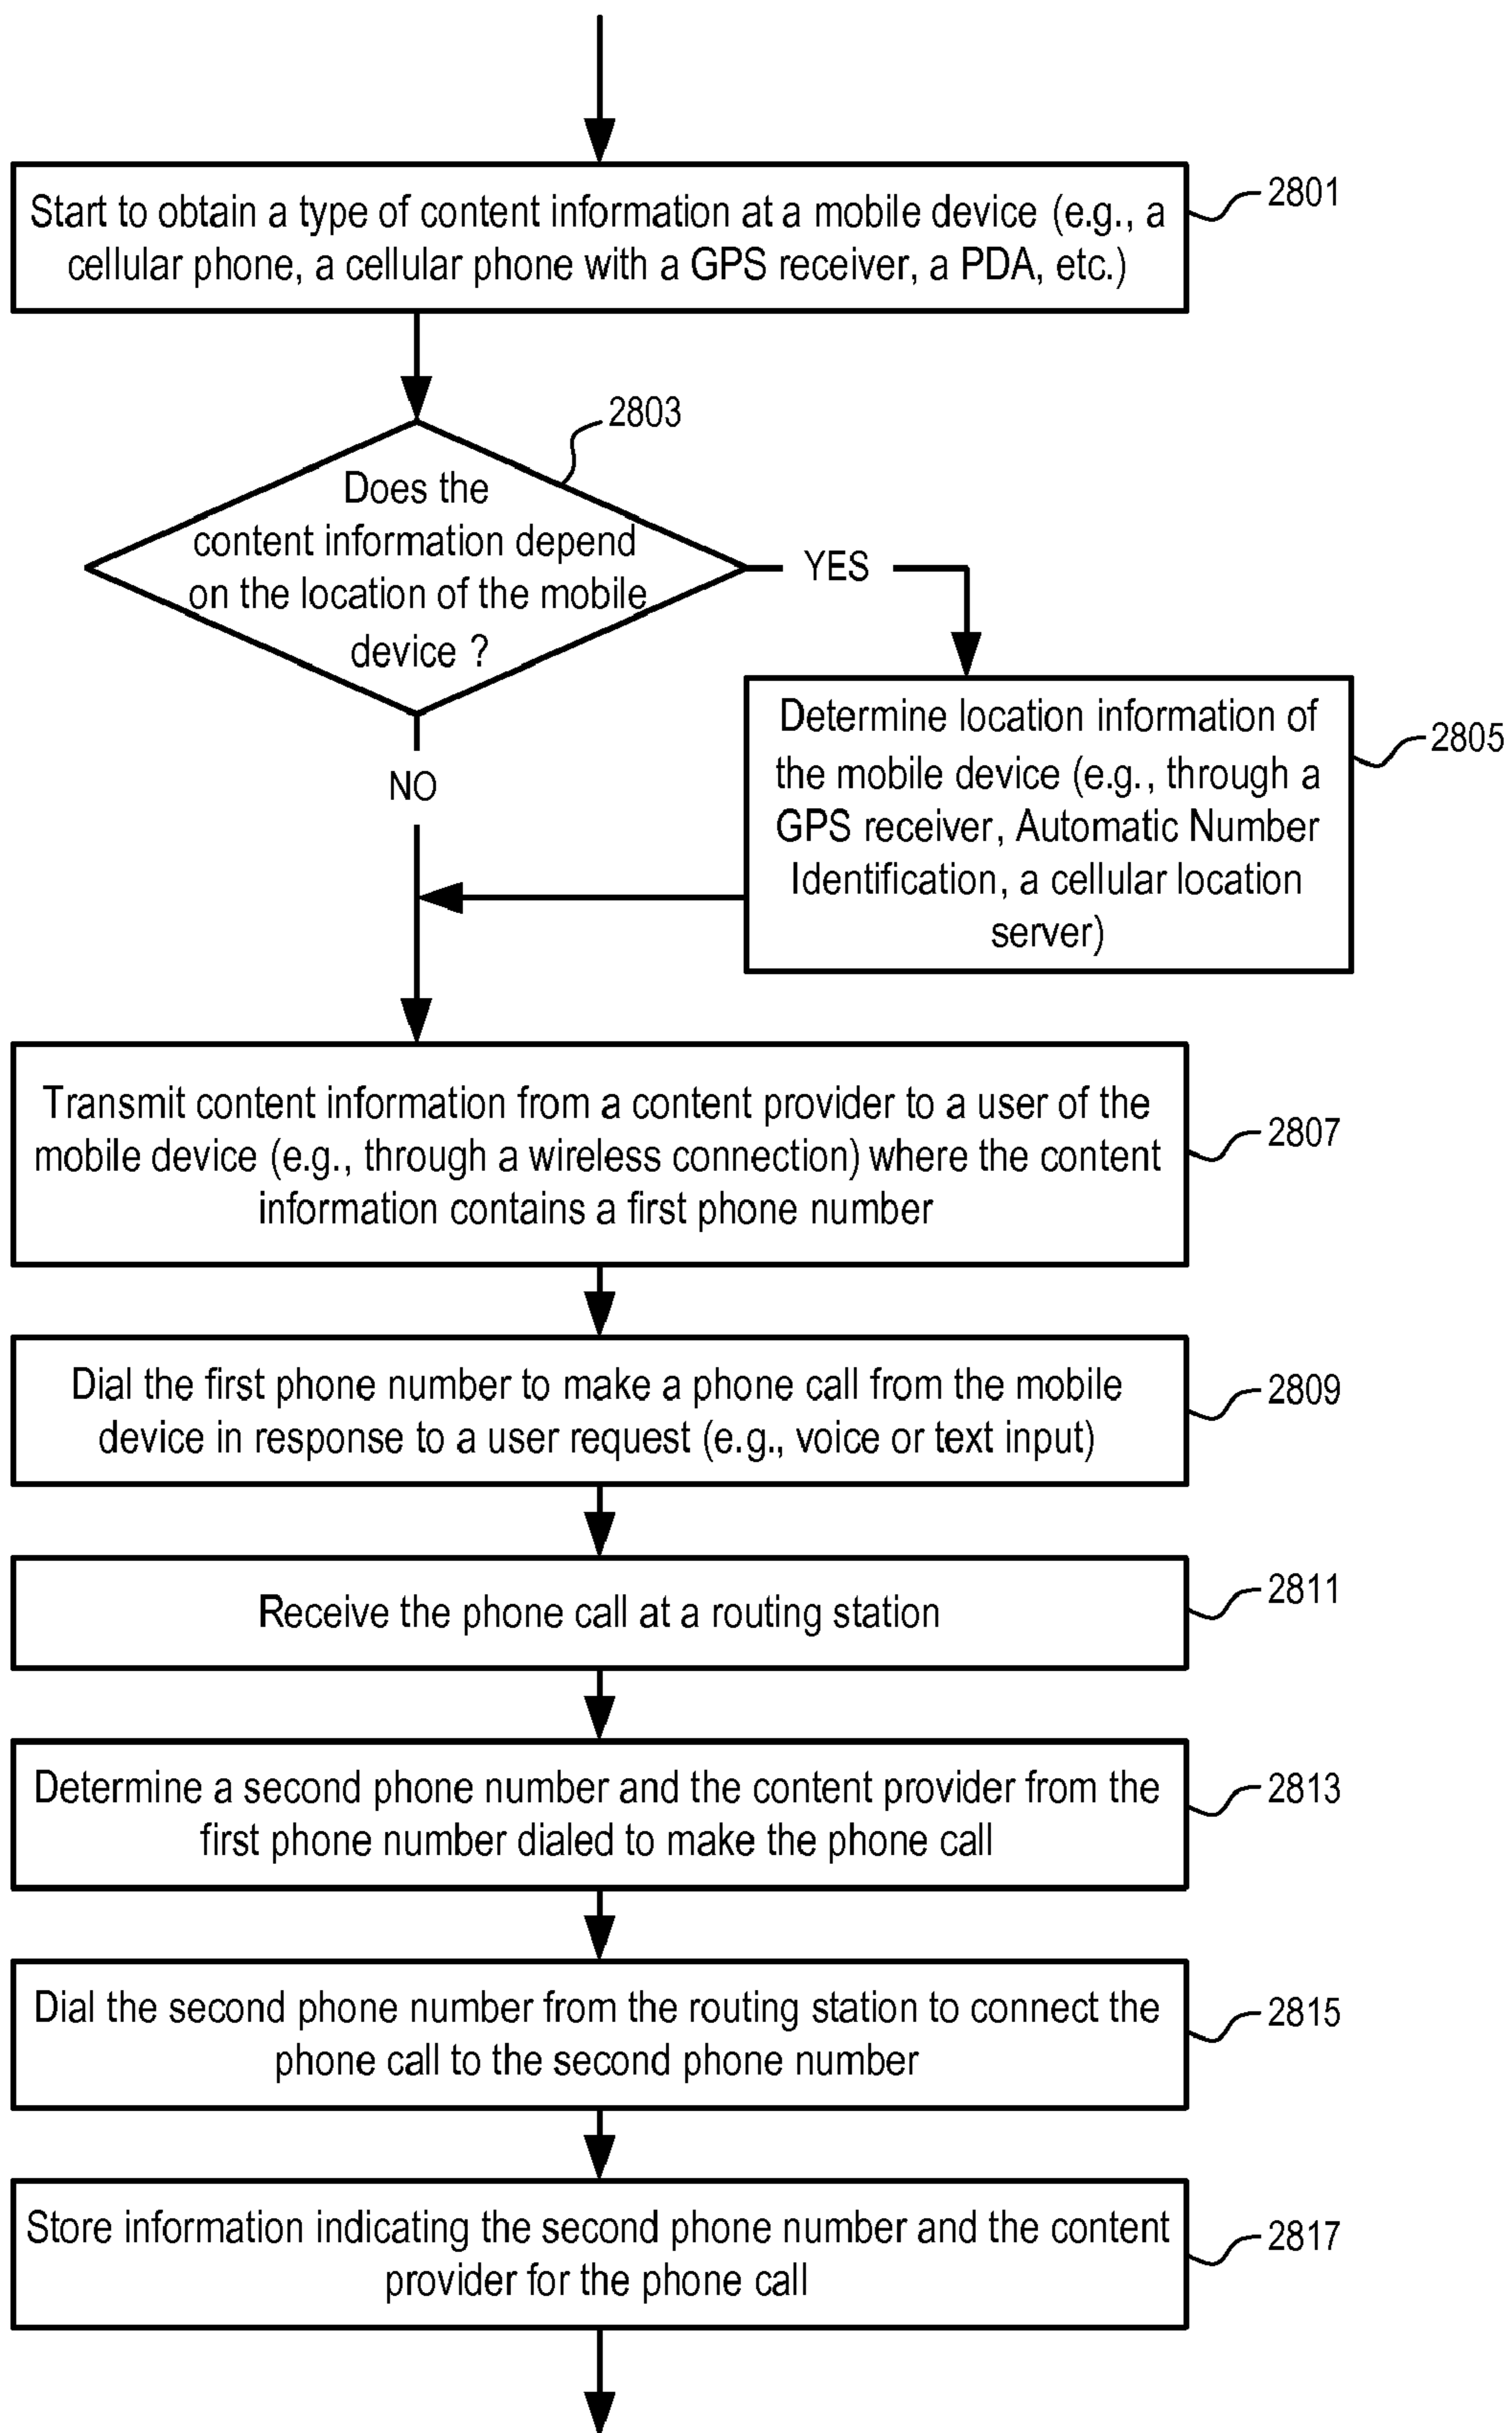 Start to obtain a type of content information at a mobile device (e.g., a
cellular phone, a cellular phone with a GPS receiver, a PDA, etc.)
2801
2803
Does the
content information depend
on the location of the mobile
device ?
YES
NO
Determine location information of
the mobile device (e.g., through a
GPS receiver, Automatic Number
Identification, a cellular location
server)
2805
Transmit content information from a content provider to a user of the
mobile device (e.g., through a wireless connection) where the content
information contains a first phone number
2807
Dial the first phone number to make a phone call from the mobile
device in response to a user request (e.g., voice or text input)
2809
Receive the phone call at a routing station
2811
Determine a second phone number and the content provider from the
first phone number dialed to make the phone call
2813
Dial the second phone number from the routing station to connect the
phone call to the second phone number
2815
Store information indicating the second phone number and the content
provider for the phone call
2817